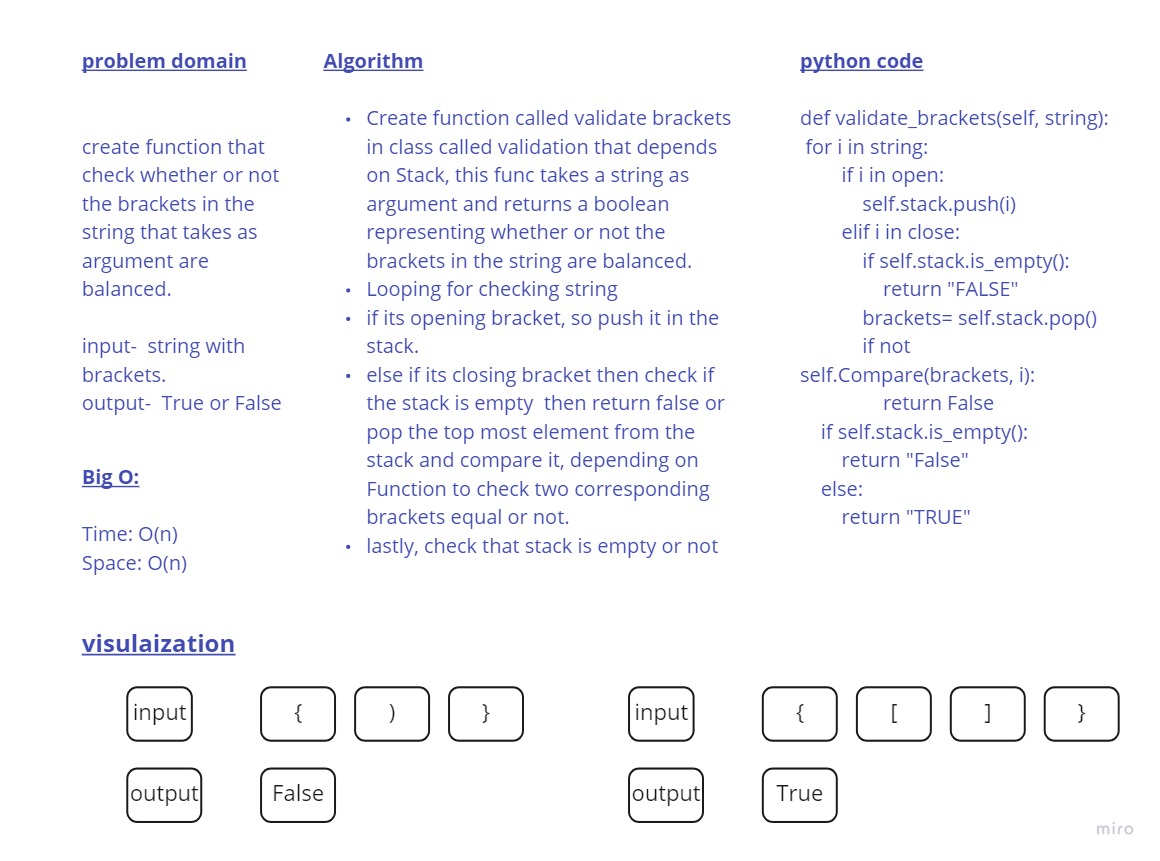 problem domain
create function that
check whether or not
the brackets in the
string that takes as
argument are
balanced.
input-  string with
brackets.
output-  True or False
Big O:
Time: O(n)
Space: O(n)
Algorithm
• Create function called validate brackets
in class called validation that depends
on Stack, this func takes a string as
argument and returns a boolean
representing whether or not the
brackets in the string are balanced.
• Looping for checking string
• if its opening bracket, so push it in the
stack.
• else if its closing bracket then check if
the stack is empty  then return false or
pop the top most element from the
stack and compare it, depending on
Function to check two corresponding
brackets equal or not.
• lastly, check that stack is empty or not
python code
def validate_brackets(self, string):
for i in string:
if i in open:
self.stack.push(i)
elif i in close:
if self.stack.is_empty():
return "FALSE"
brackets= self.stack.pop()
if not
self.Compare(brackets, i):
return False
if self.stack.is_empty():
return "False"
else:
return "TRUE"
visulaization
input { ) }
output False
input { [ ] }
output True
miro